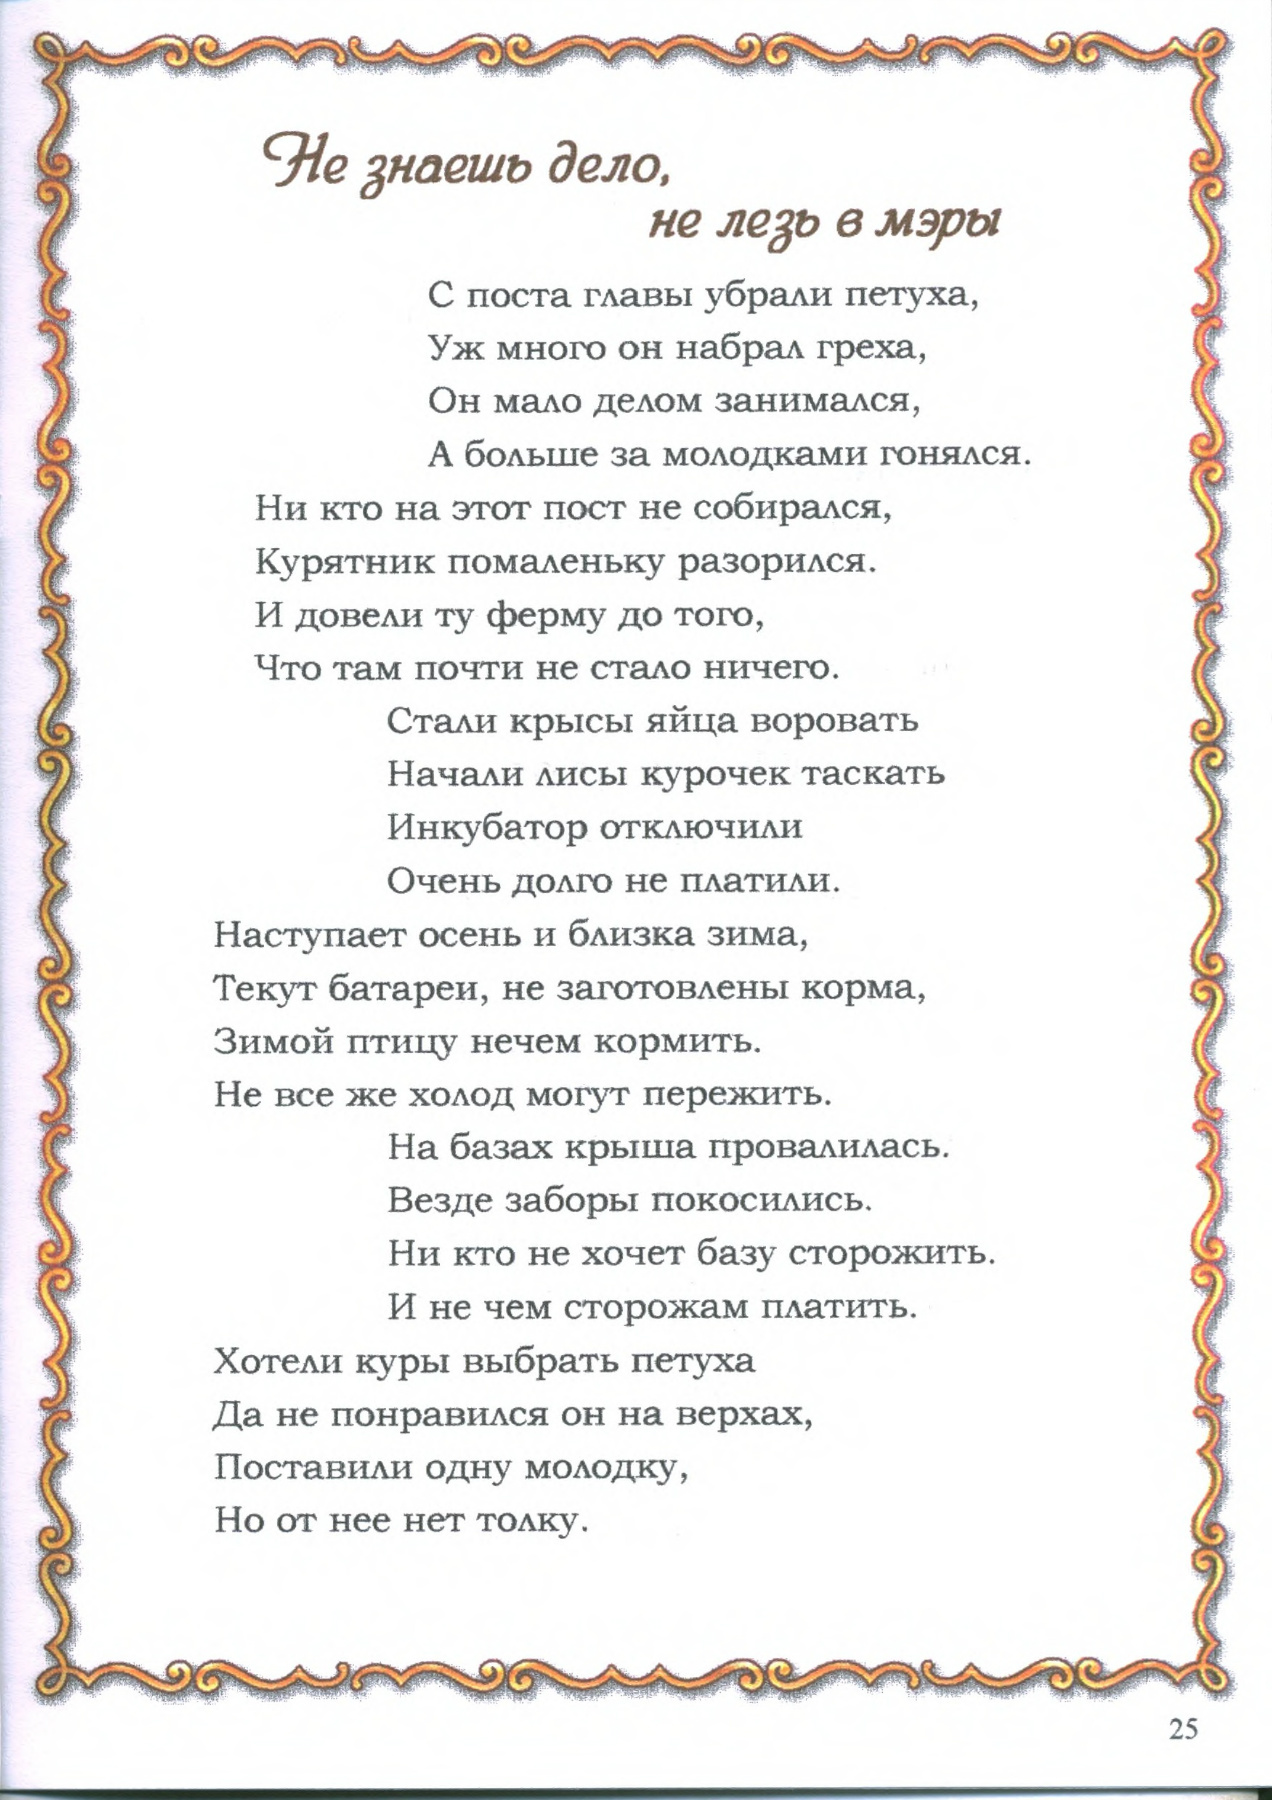 Не знаешь дело,
не лезь в мэры
С поста главы убрали петуха,
Уж много он набрал греха,
Он мало делом занимался,
А больше за молодками гонялся.
Ни кто на этот пост не собирался,
Курятник помаленьку разорился.
И довели ту ферму до того,
Что там почти не стало ничего.
Стали крысы яйца воровать
Начали лисы курочек таскать
Инкубатор отключили
Очень долго не платили.
Наступает осень и близка зима,
Текут батареи, не заготовлены корма,
Зимой птицу нечем кормить.
Не все же холод могут пережить.
На базах крыша провалилась.
Везде заборы покосились.
Ни кто не хочет базу сторожить.
И не чем сторожам платить.
Хотели куры выбрать петуха
Да не понравился он на верхах,
Поставили одну молодку,
Но от нее нет толку.
25